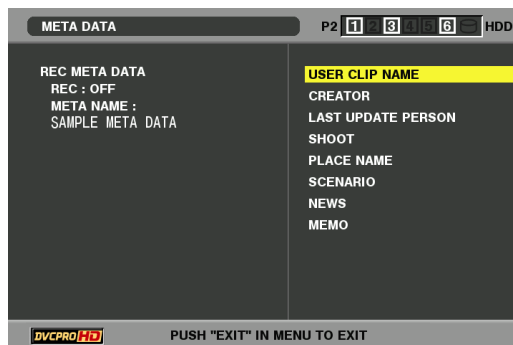 META DATA
P2 1 2 3 4 5 6 HDD
REC META DATA
REC : OFF
META NAME :
SAMPLE META DATA
USER CLIP NAME
CREATOR
LAST UPDATE PERSON
SHOOT
PLACE NAME
SCENARIO
NEWS
MEMO
DVCPRO HD
PUSH "EXIT" IN MENU TO EXIT